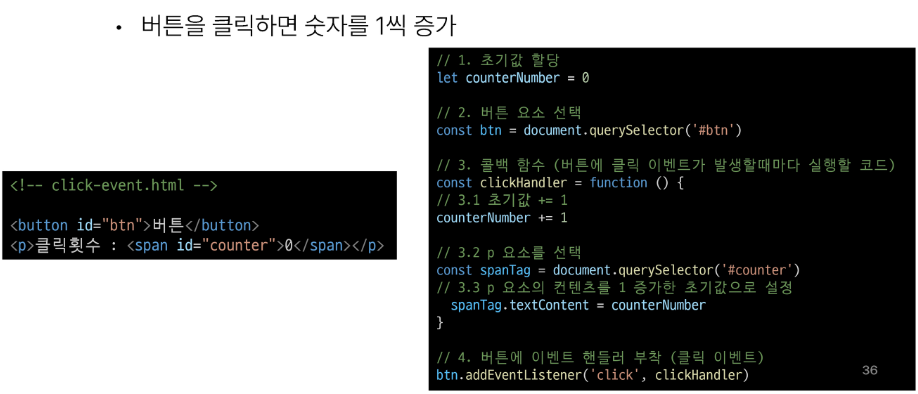 • 버튼을 클릭하면 숫자를 1씩 증가
<!-- click-event.html -->
<button id="btn">버튼</button>
<p>클릭횟수 : <span id="counter">0</span></p>
// 1. 초기값 할당
let counterNumber = 0
// 2. 버튼 요소 선택
const btn = document.querySelector('#btn')
// 3. 콜백 함수 (버튼에 클릭 이벤트가 발생할때마다 실행할 코드)
const clickHandler = function () {
// 3.1 초기값 += 1
counterNumber += 1
// 3.2 p 요소를 선택
const spanTag = document.querySelector('#counter')
// 3.3 p 요소의 컨텐츠를 1 증가한 초기값으로 설정
spanTag.textContent = counterNumber
}
// 4. 버튼에 이벤트 핸들러 부착 (클릭 이벤트)
btn.addEventListener('click', clickHandler)
36